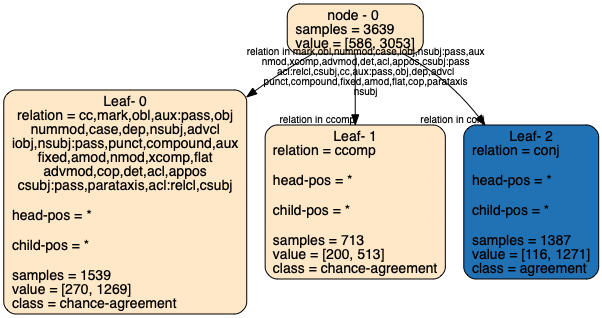 node - 0
samples = 3639
value = [586, 3053]
relation in mark,obl,nummod,case,iobj,nsubj:pass,aux
nmod,xcomp,advmod,det,acl,appos,csubj:pass
acl:relcl,csubj,cc,aux:pass,obj,dep,advcl
punct,compound,fixed,amod,flat,cop,parataxis
nsubj
relation in ccomp
relation in conj
Leaf- 0
relation = cc,mark,obl,aux:pass,obj
nummod,case,dep,nsubj,advcl
iobj,nsubj:pass,punct,compound,aux
fixed,amod,nmod,xcomp,flat
advmod,cop,det,acl,appos
csubj:pass,parataxis,acl:relcl,csubj
head-pos = *
child-pos = *
samples = 1539
value = [270, 1269]
class = chance-agreement
Leaf- 1
relation = ccomp
head-pos = *
child-pos = *
samples = 713
value = [200, 513]
class = chance-agreement
Leaf- 2
relation = conj
head-pos = *
child-pos = *
samples = 1387
value = [116, 1271]
class = agreement